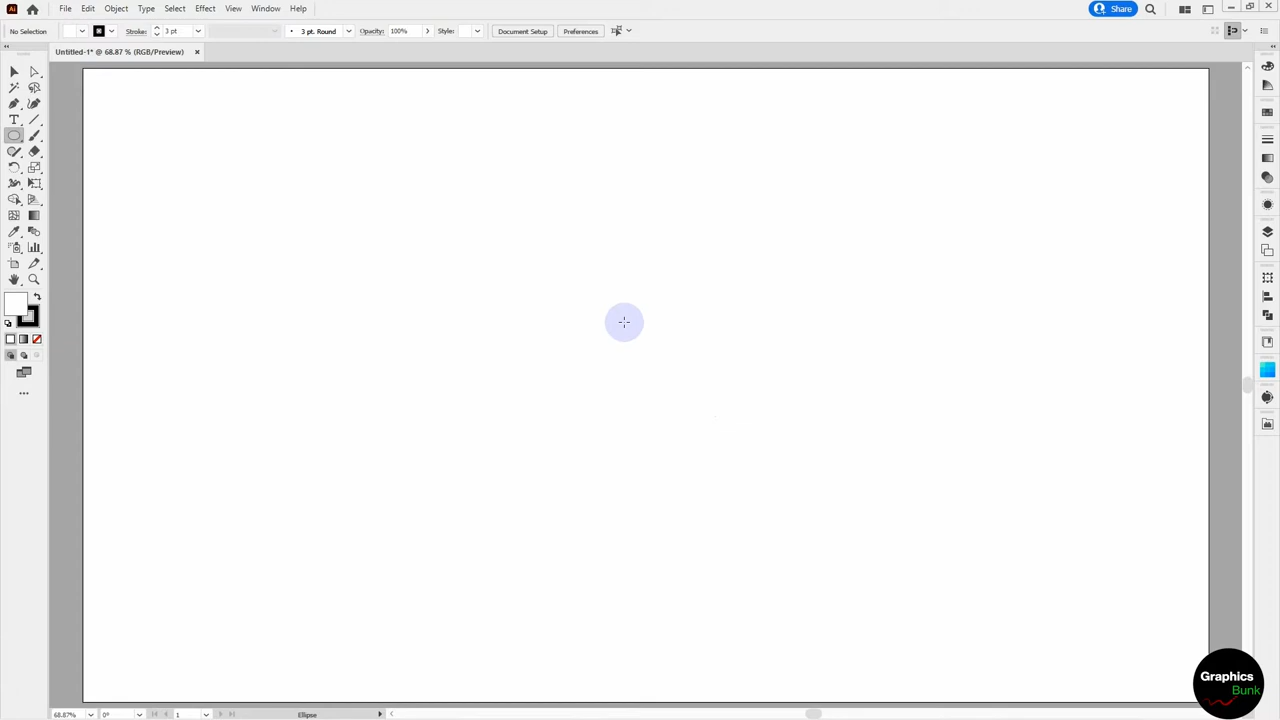 Ai File Edit Object Type Select Effect View Window Help Share
No Selection Stroke: 3 pt 3 pt. Round Opacity: 100% Style: Document Setup Preferences
Untitled-1* @ 68.87 % (RGB/Preview) ×
T
Graphics
Bunk
68.87% 0° 1 Ellipse